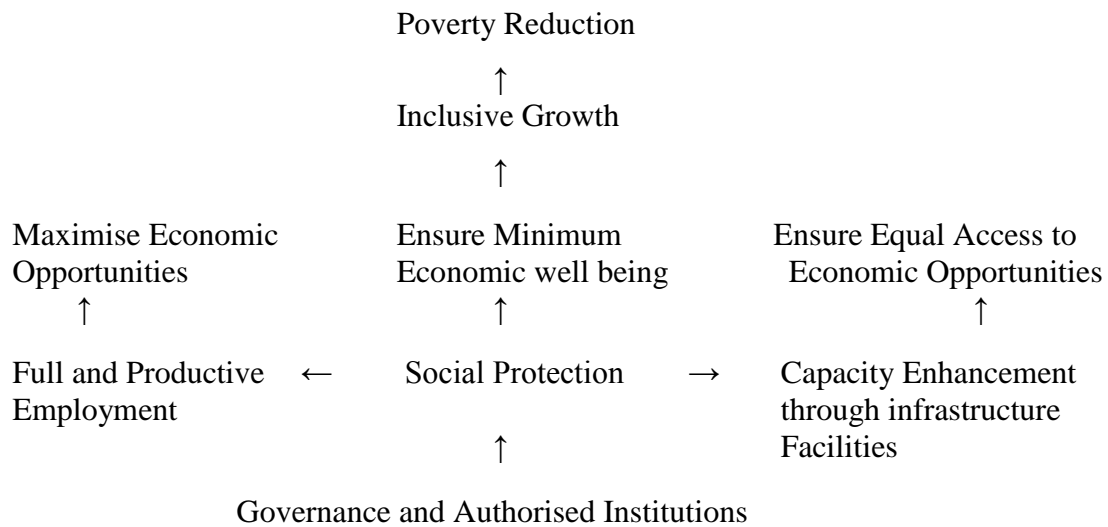 Poverty Reduction
↑
Inclusive Growth
↑
Maximise Economic Opportunities
Ensure Minimum Economic well being
Ensure Equal Access to Economic Opportunities
↑ ↑ ↑
Full and Productive Employment
←
Social Protection
→
Capacity Enhancement through infrastructure Facilities
↑
Governance and Authorised Institutions